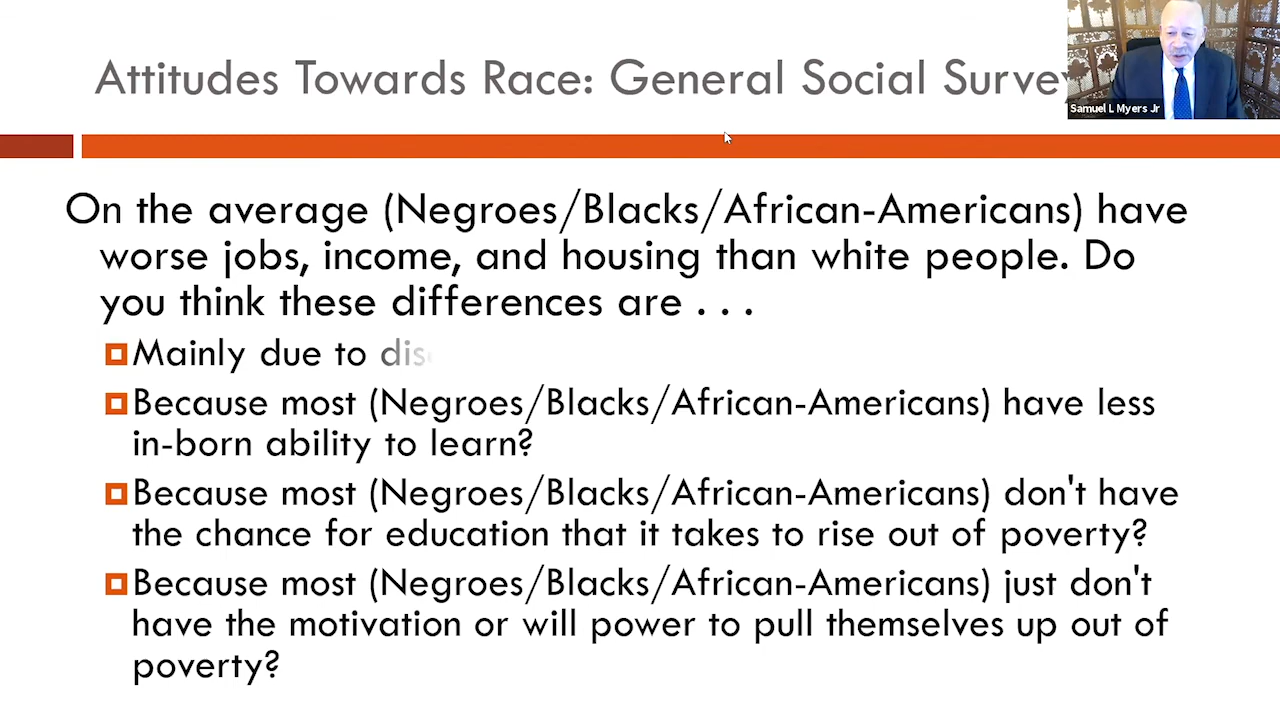 Attitudes Towards Race: General Social Survey
Samuel L Myers Jr
On the average (Negroes/Blacks/African-Americans) have
worse jobs, income, and housing than white people. Do
you think these differences are . . .
Mainly due to
Because most (Negroes/Blacks/African-Americans) have less
in-born ability to learn?
Because most (Negroes/Blacks/African-Americans) don't have
the chance for education that it takes to rise out of poverty?
Because most (Negroes/Blacks/African-Americans) just don't
have the motivation or will power to pull themselves up out of
poverty?